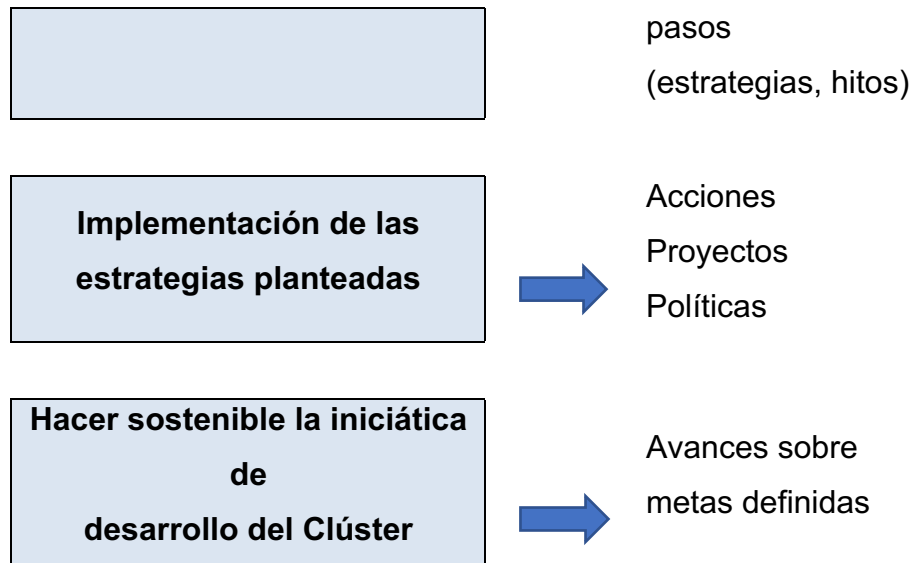 pasos
(estrategias, hitos)
Implementación de las
estrategias planteadas
Acciones
Proyectos
Políticas
Hacer sostenible la iniciática
de
desarrollo del Clúster
Avances sobre
metas definidas